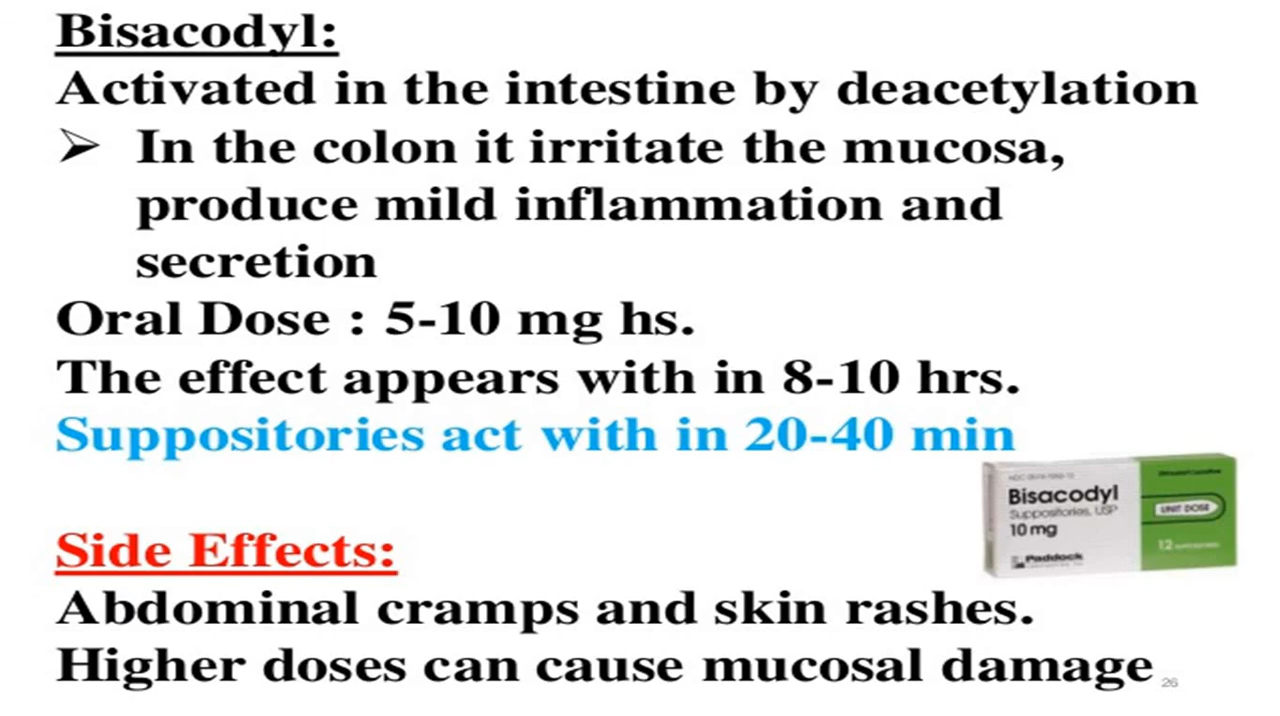 Bisacodyl:
Activated in the intestine by deacetylation
➢ In the colon it irritate the mucosa,
produce mild inflammation and
secretion
Oral Dose : 5-10 mg hs.
The effect appears with in 8-10 hrs.
Suppositories act with in 20-40 min
Bisacodyl
Suppositories, USP
10 mg
UNIT DOSE
12
Paddock
Side Effects:
Abdominal cramps and skin rashes.
Higher doses can cause mucosal damage
26